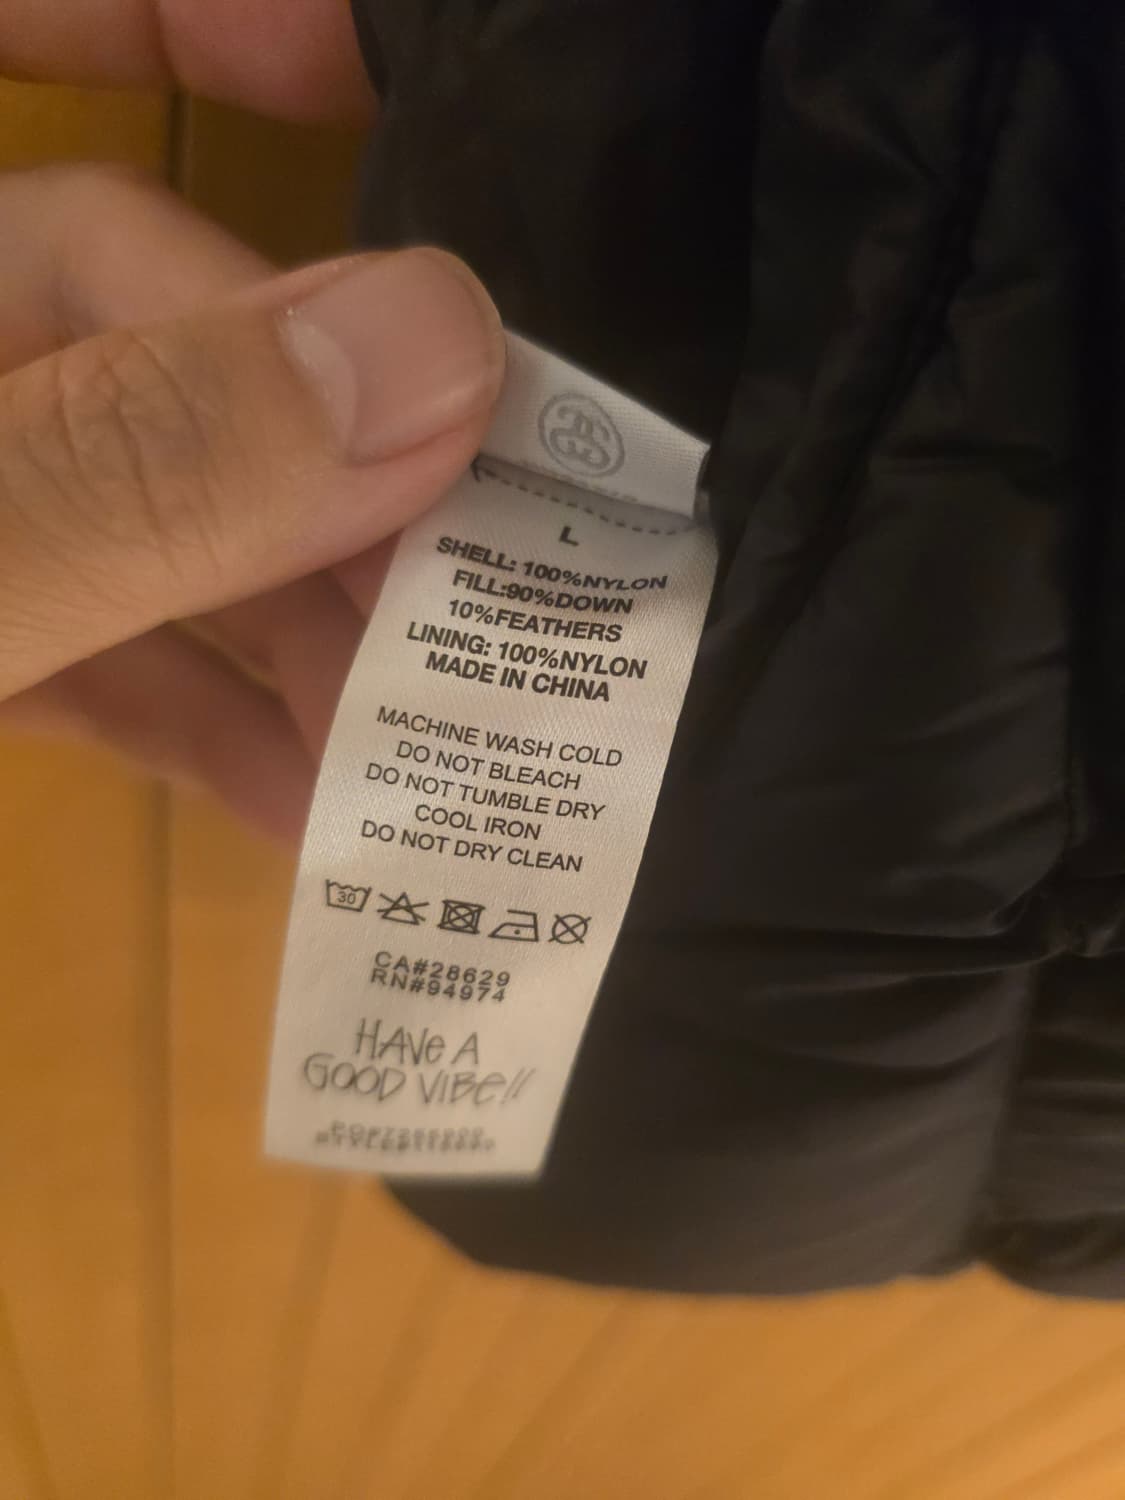 L
SHELL: 100%NYLON
FILL:90%DOWN
10%FEATHERS
LINING: 100%NYLON
MADE IN CHINA
MACHINE WASH COLD
DO NOT BLEACH
DO NOT TUMBLE DRY
COOL IRON
DO NOT DRY CLEAN
30
CA#28629
RN#94974
HAVe A
GOOD VIBe!!